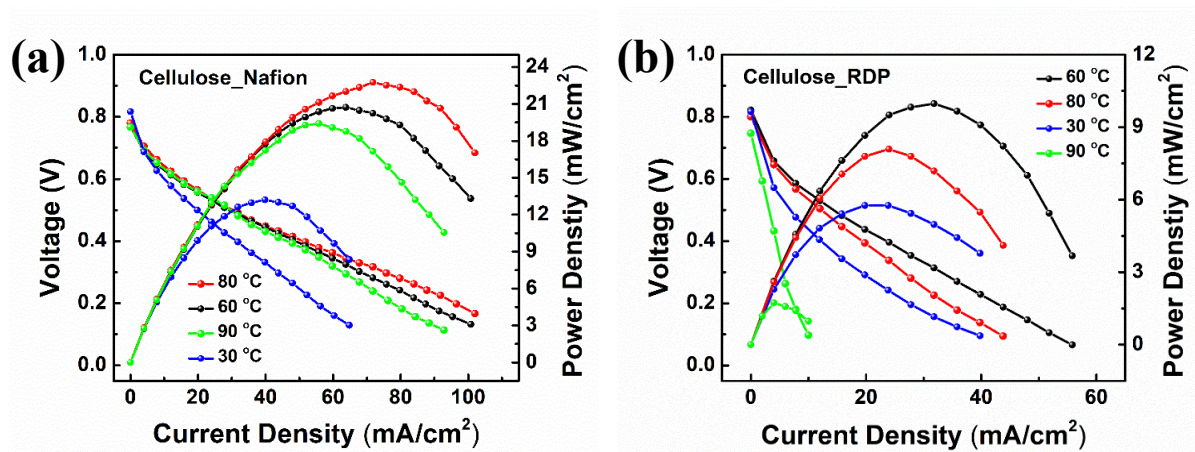 (a)
Cellulose_Nafion
Voltage (V)
1.0
0.8
0.6
0.4
0.2
0.0
24
21
18
15
12
9
6
3
0
Power Denstiy (mW/cm²)
80 °C
60 °C
90 °C
30 °C
0 20 40 60 80 100
Current Density (mA/cm²)
(b)
Cellulose_RDP
Voltage (V)
1.0
0.8
0.6
0.4
0.2
0.0
12
9
6
3
0
Power Denstiy (mW/cm²)
60 °C
80 °C
30 °C
90 °C
0 20 40 60
Current Density (mA/cm²)